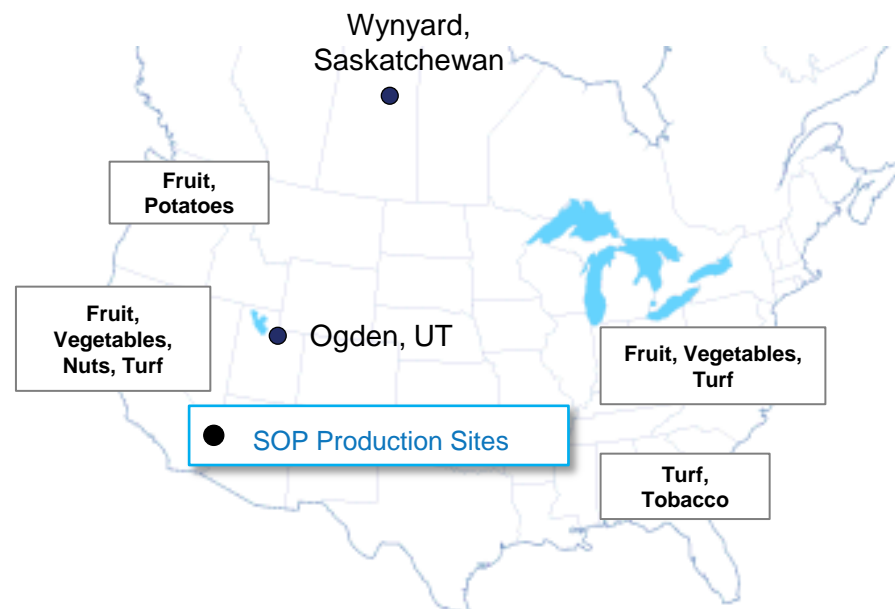 Wynyard,
Saskatchewan
Fruit,
Potatoes
Fruit,
Vegetables,
Nuts, Turf
Ogden, UT
Fruit, Vegetables,
Turf
SOP Production Sites
Turf,
Tobacco